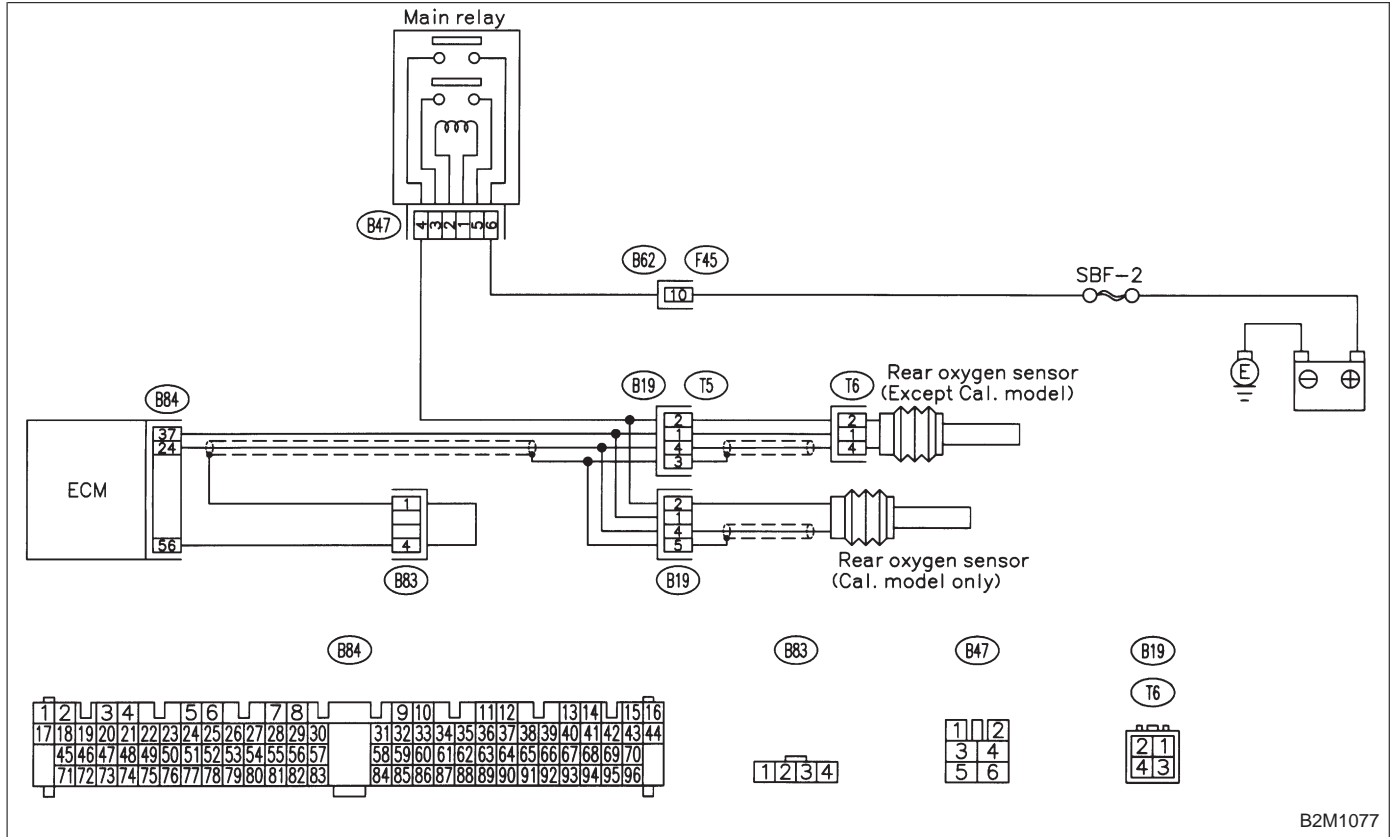 Main relay
B47
4 3 2 1 5 6
B62 F45
10
SBF-2
E
⊖ ⊕
B84
37
24
56
ECM
B19 T5
2
1
4
3
T6
2
1
4
Rear oxygen sensor
(Except Cal. model)
1
4
B83
2
1
4
5
B19
Rear oxygen sensor
(Cal. model only)
B84
1 2 3 4 5 6 7 8 9 10 11 12 13 14 15 16
17 18 19 20 21 22 23 24 25 26 27 28 29 30 31 32 33 34 35 36 37 38 39 40 41 42 43 44
45 46 47 48 49 50 51 52 53 54 55 56 57 58 59 60 61 62 63 64 65 66 67 68 69 70
71 72 73 74 75 76 77 78 79 80 81 82 83 84 85 86 87 88 89 90 91 92 93 94 95 96
B83
1 2 3 4
B47
1 2
3 4
5 6
B19
T6
2 1
4 3
B2M1077